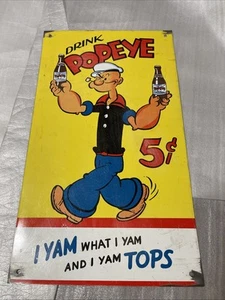 DRINK
POPEYE
5¢
I YAM WHAT I YAM
AND I YAM TOPS